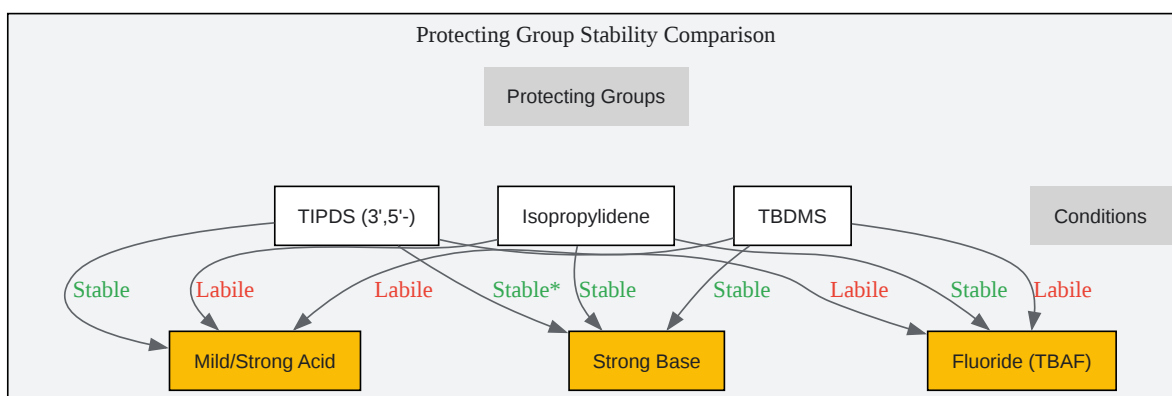 Protecting Group Stability Comparison
Protecting Groups
TIPDS (3',5'-)
Isopropylidene
TBDMS
Conditions
Stable
Labile
Labile
Stable*
Stable
Stable
Labile
Stable
Labile
Mild/Strong Acid
Strong Base
Fluoride (TBAF)